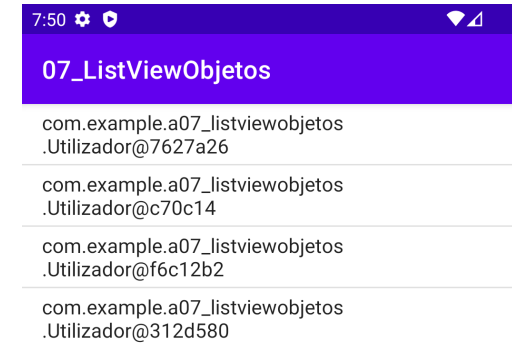 7:50
07_ListViewObjetos
com.example.a07_listviewobjetos
.Utilizador@7627a26
com.example.a07_listviewobjetos
.Utilizador@c70c14
com.example.a07_listviewobjetos
.Utilizador@f6c12b2
com.example.a07_listviewobjetos
.Utilizador@312d580